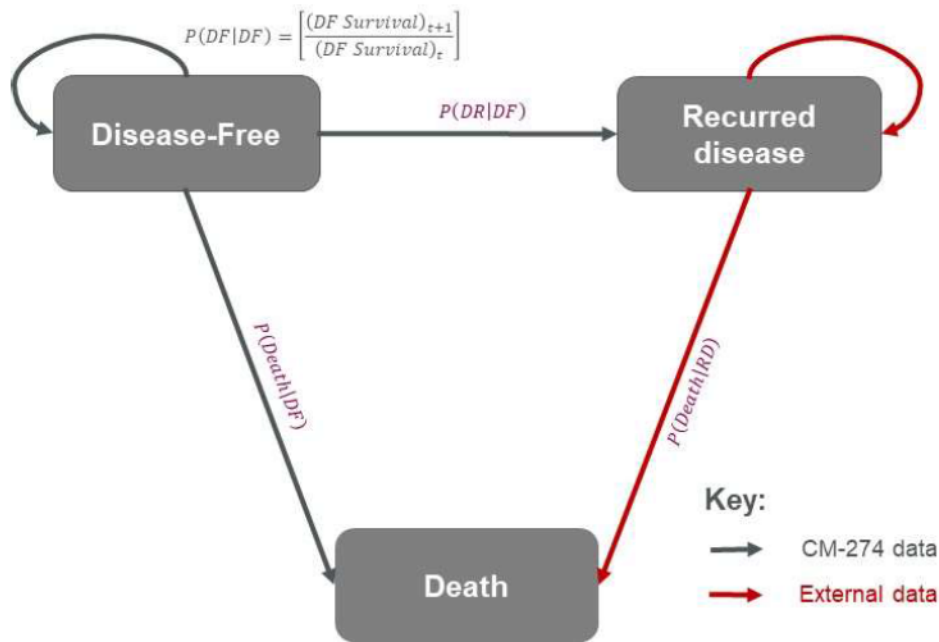 P(DF|DF) = [(DF Survival)_{t+1} / (DF Survival)_t]
Disease-Free
P(DR|DF)
Recurred
disease
P(Death|DF)
P(Death|RD)
Death
Key:
CM-274 data
External data